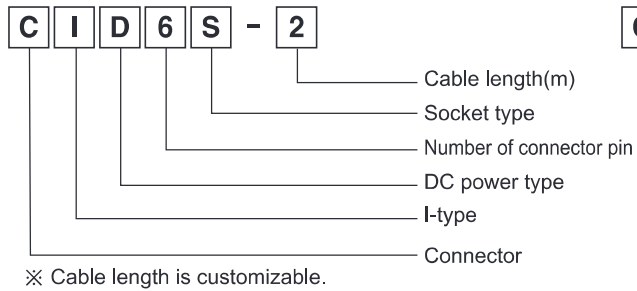 C I D 6 S - 2
Cable length(m)
Socket type
Number of connector pin
DC power type
I-type
Connector
※ Cable length is customizable.